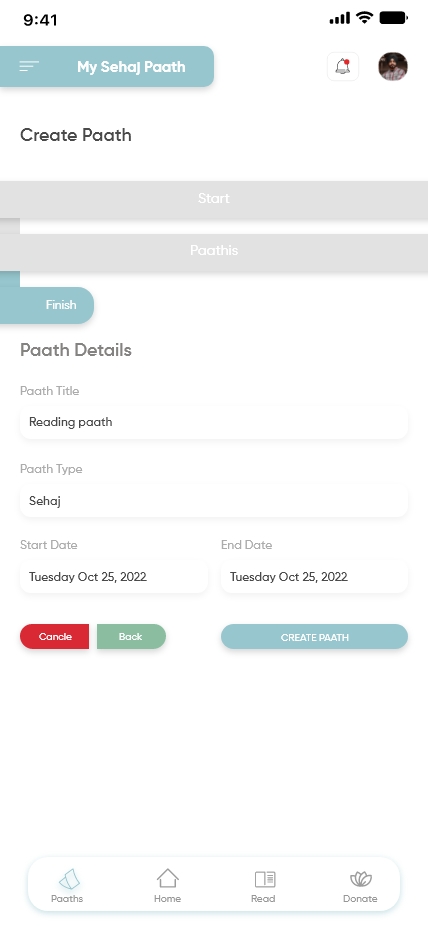 9:41
My Sehaj Paath
Create Paath
Start
Paathis
Finish
Paath Details
Paath Title
Reading paath
Paath Type
Sehaj
Start Date End Date
Tuesday Oct 25, 2022 Tuesday Oct 25, 2022
Cancle Back CREATE PAATH
Paaths Home Read Donate